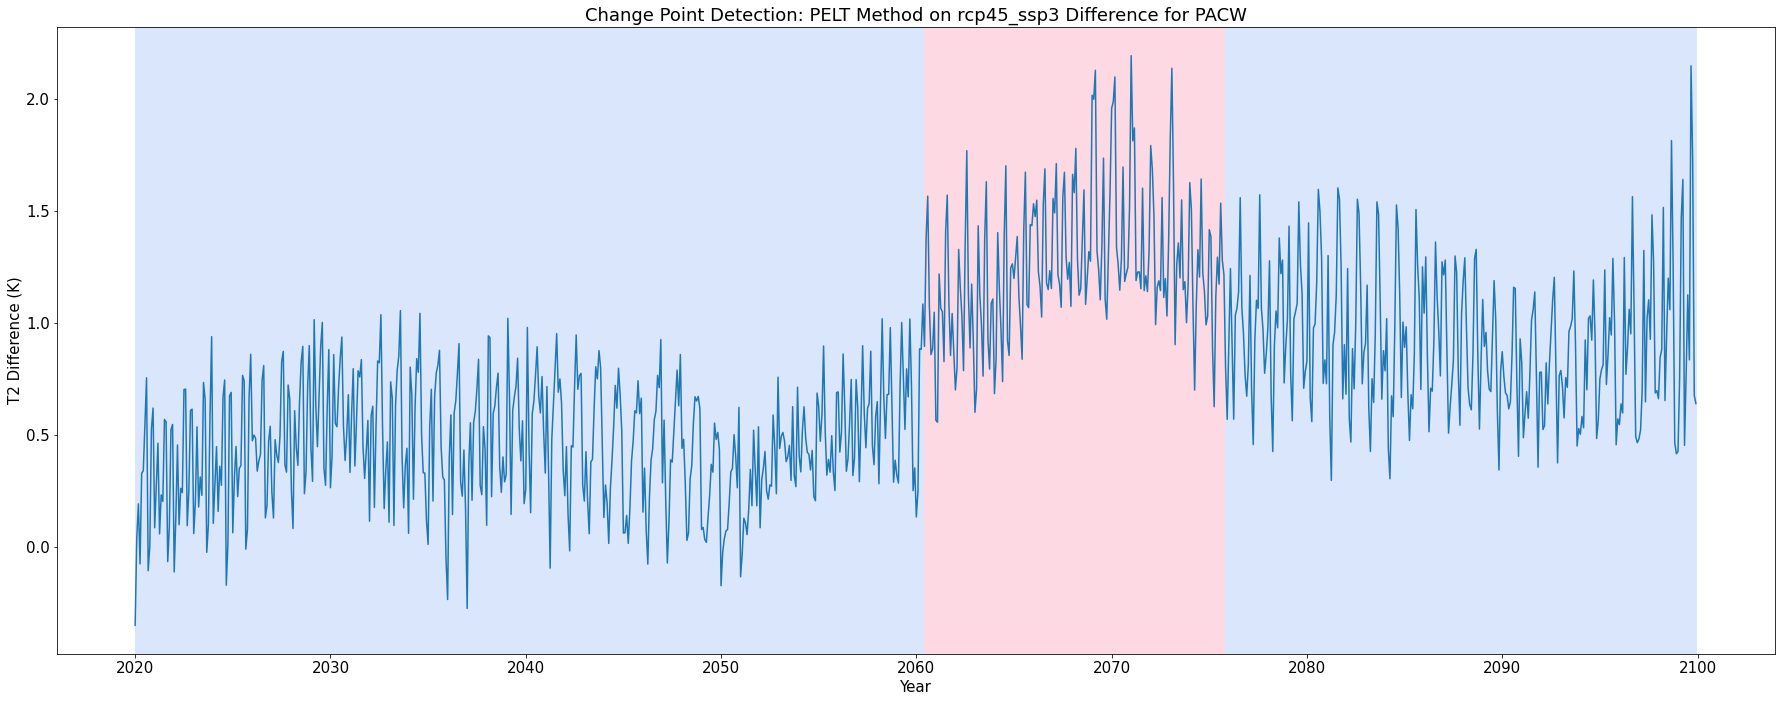 Change Point Detection: PELT Method on rcp45_ssp3 Difference for PACW
T2 Difference (K)
2.0
1.5
1.0
0.5
0.0
2020 2030 2040 2050 2060 2070 2080 2090 2100
Year